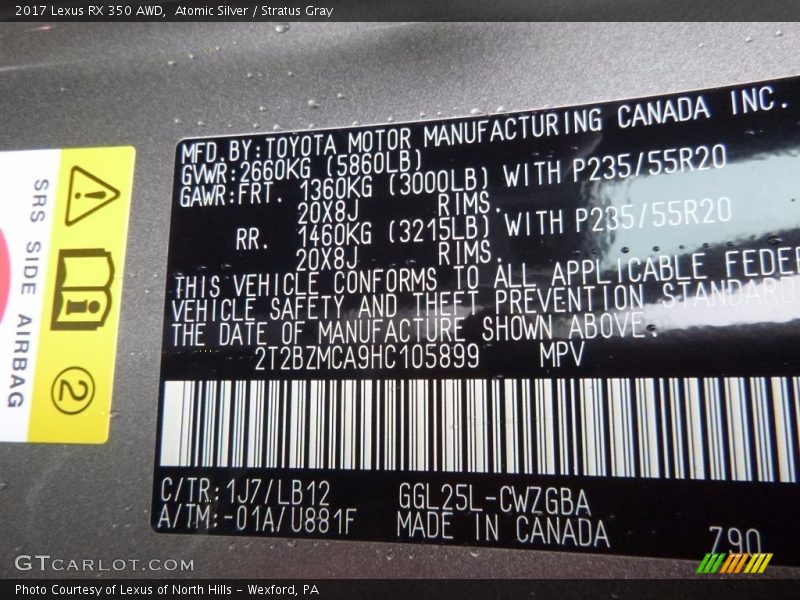 2017 Lexus RX 350 AWD,  Atomic Silver / Stratus Gray
MFD.BY:TOYOTA MOTOR MANUFACTURING CANADA INC.
GVWR:2660KG (5860LB)
GAWR:FRT. 1360KG (3000LB) WITH P235/55R20
20X8J RIMS.
RR. 1460KG (3215LB) WITH P235/55R20
20X8J RIMS.
THIS VEHICLE CONFORMS TO ALL APPLICABLE FEDER
VEHICLE SAFETY AND THEFT PREVENTION STANDARD
THE DATE OF MANUFACTURE SHOWN ABOVE.
2T2BZMCA9HC105899 MPV
C/TR:1J7/LB12 GGL25L-CWZGBA
A/TM:-01A/U881F MADE IN CANADA
Z90
SRS SIDE AIRBAG
2
GTCARLOT.COM
Photo Courtesy of Lexus of North Hills - Wexford, PA